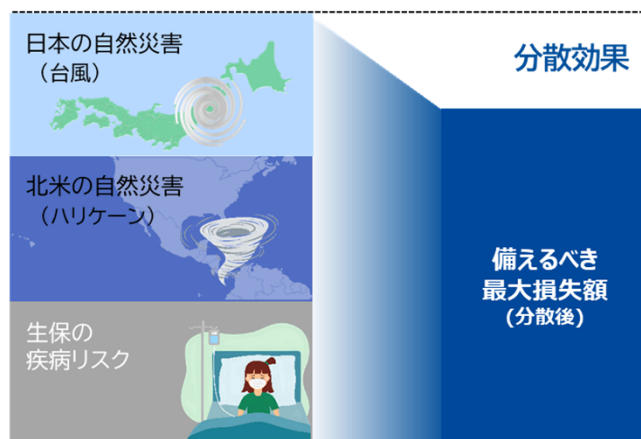 日本の自然災害
（台風）
北米の自然災害
（ハリケーン）
生保の
疾病リスク
分散効果
備えるべき
最大損失額
(分散後)